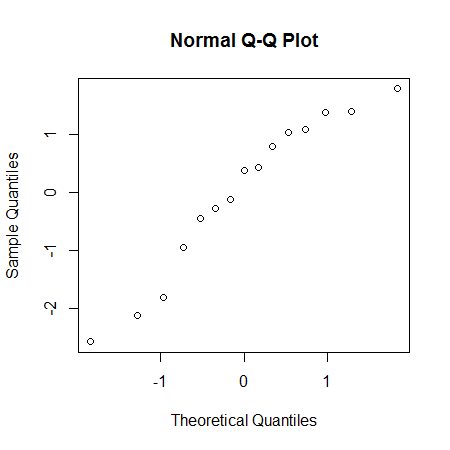 Normal Q-Q Plot
Sample Quantiles
1
0
-1
-2
-1 0 1
Theoretical Quantiles